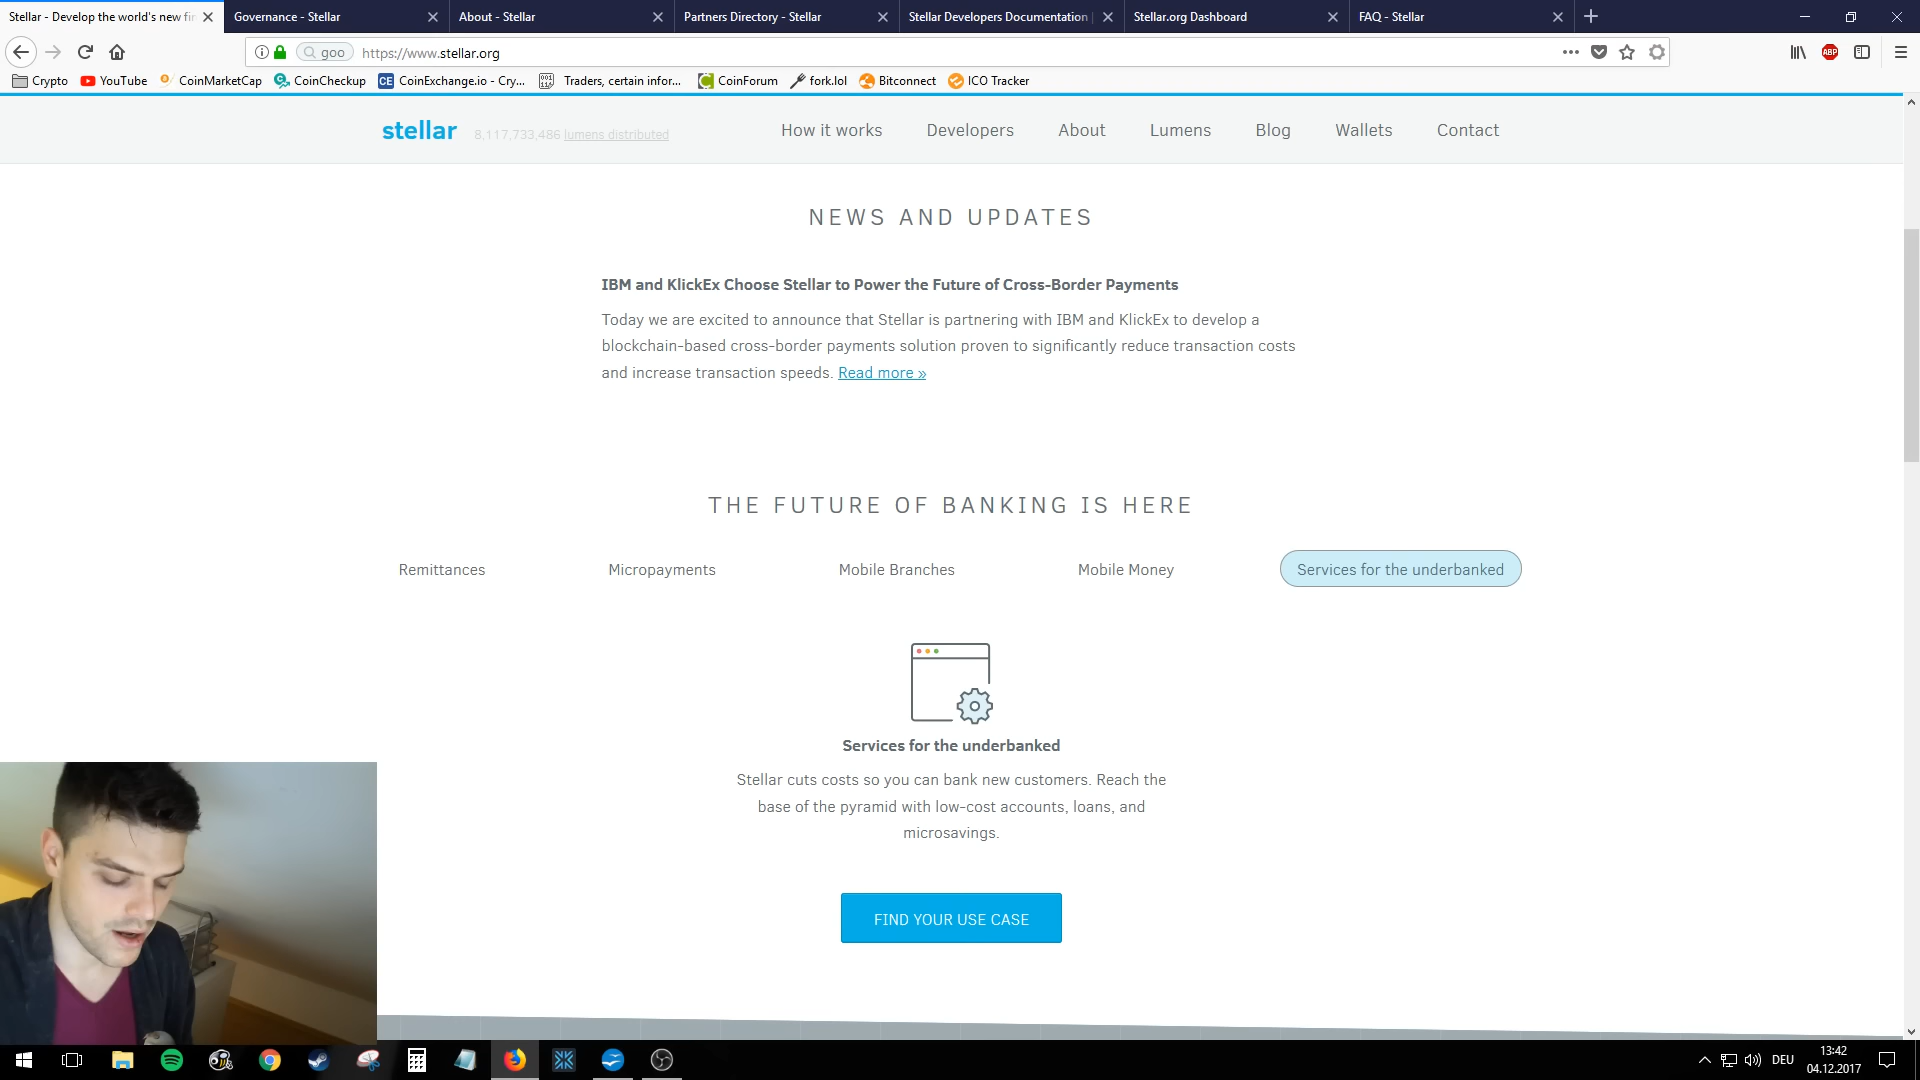 Stellar - Develop the world's new fin
Governance - Stellar
About - Stellar
Partners Directory - Stellar
Stellar Developers Documentation |
Stellar.org Dashboard
FAQ - Stellar
goo
https://www.stellar.org
ABP
Crypto
YouTube
CoinMarketCap
CoinCheckup
CE
CoinExchange.io - Cry...
Traders, certain infor...
CoinForum
fork.lol
Bitconnect
ICO Tracker
stellar
8,117,733,486 lumens distributed
How it works
Developers
About
Lumens
Blog
Wallets
Contact
NEWS AND UPDATES
IBM and KlickEx Choose Stellar to Power the Future of Cross-Border Payments
Today we are excited to announce that Stellar is partnering with IBM and KlickEx to develop a
blockchain-based cross-border payments solution proven to significantly reduce transaction costs
and increase transaction speeds. Read more »
THE FUTURE OF BANKING IS HERE
Remittances
Micropayments
Mobile Branches
Mobile Money
Services for the underbanked
Services for the underbanked
Stellar cuts costs so you can bank new customers. Reach the
base of the pyramid with low-cost accounts, loans, and
microsavings.
FIND YOUR USE CASE
DEU
13:42
04.12.2017